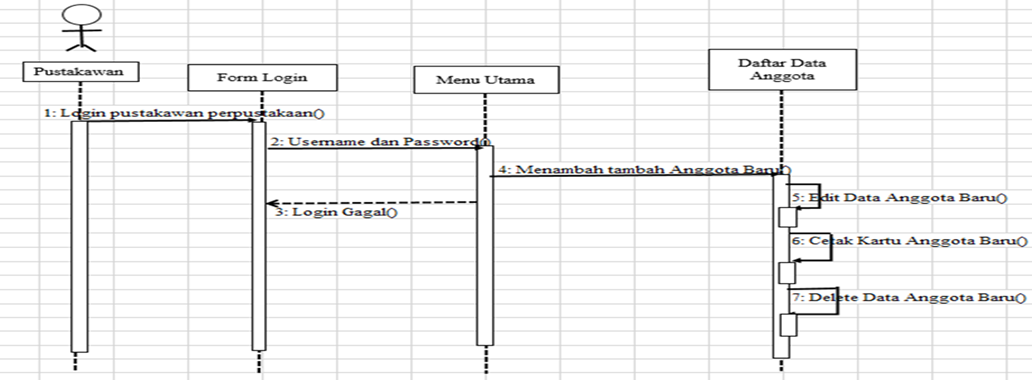 Pustakawan
Form Login
Menu Utama
Daftar Data
Anggota
1: Login pustakawan perpustakaan()
2: Username dan Password()
4: Menambah tambah Anggota Baru()
3: Login Gagal()
5: Edit Data Anggota Baru()
6: Cetak Kartu Anggota Baru()
7: Delete Data Anggota Baru()